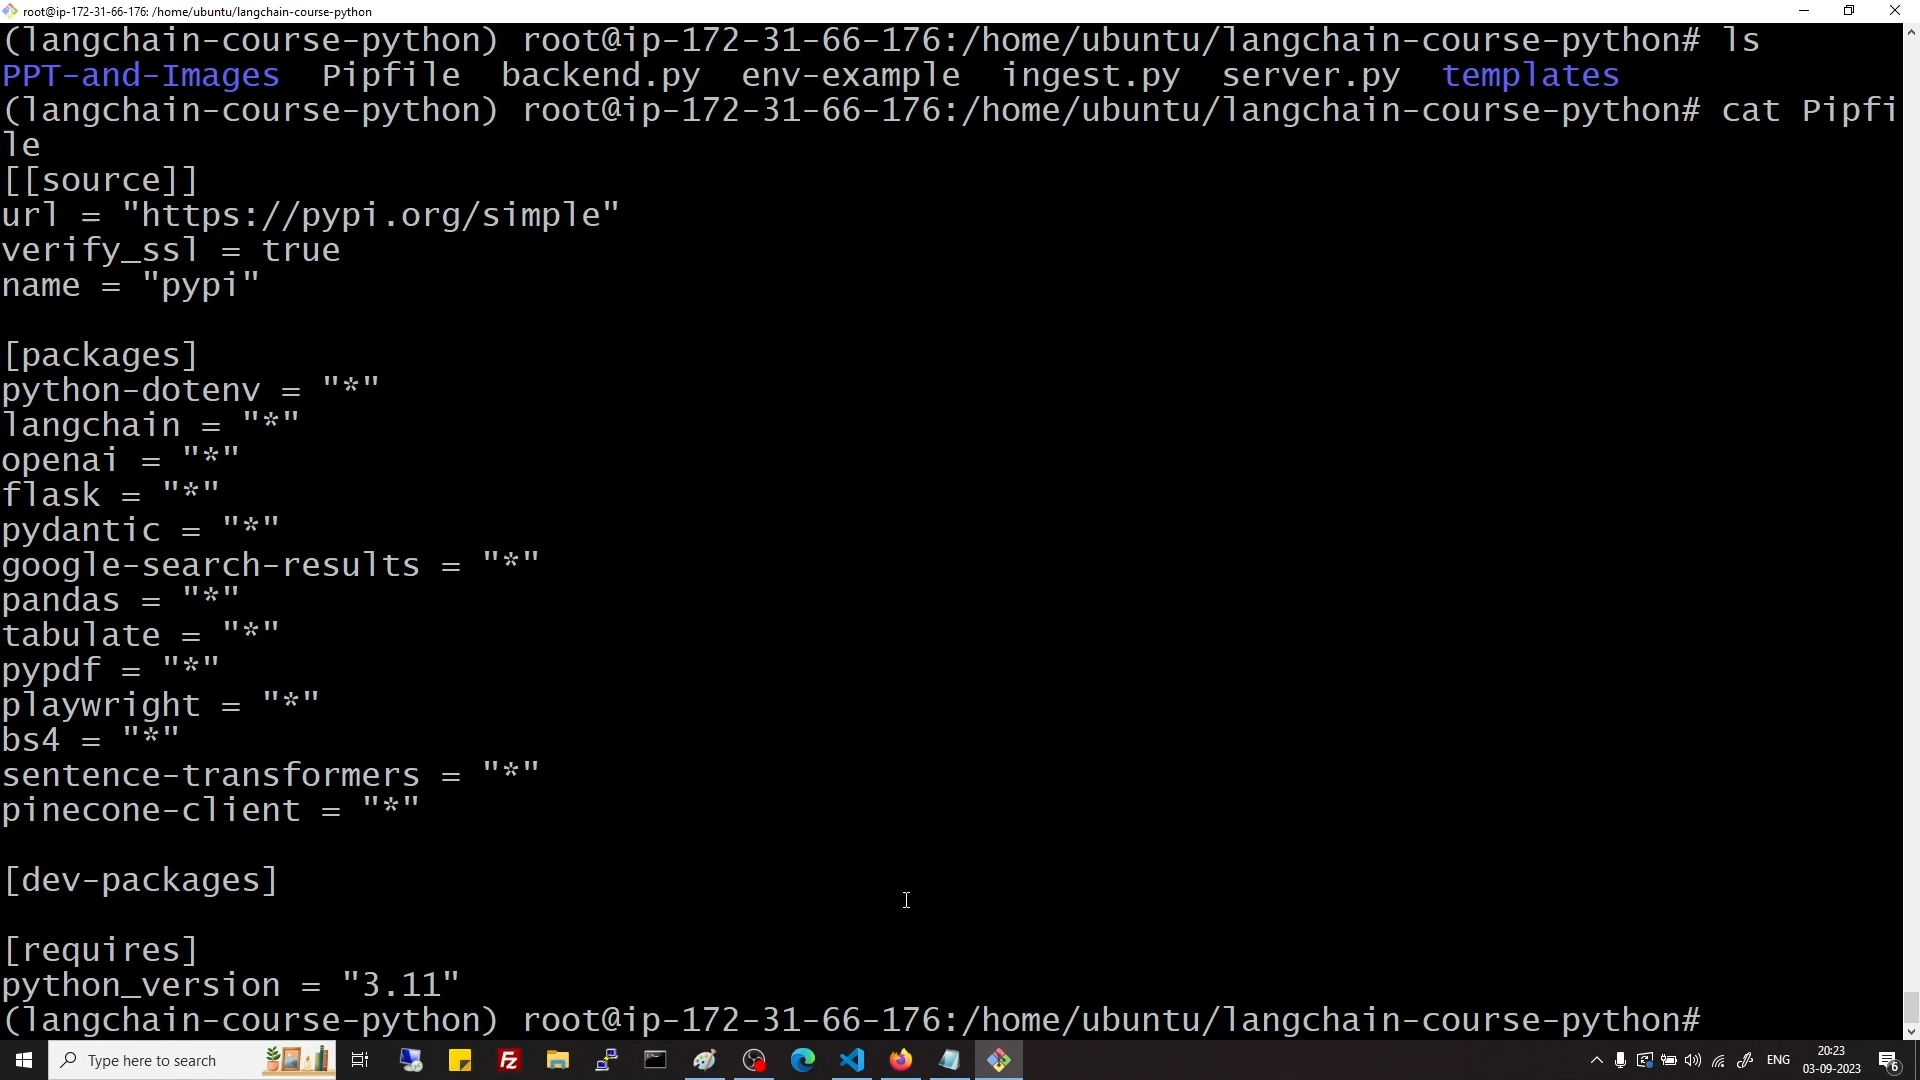 root@ip-172-31-66-176: /home/ubuntu/langchain-course-python
(langchain-course-python) root@ip-172-31-66-176:/home/ubuntu/langchain-course-python# ls
PPT-and-Images  Pipfile  backend.py  env-example  ingest.py  server.py  templates
(langchain-course-python) root@ip-172-31-66-176:/home/ubuntu/langchain-course-python# cat Pipfi
le
[[source]]
url = "https://pypi.org/simple"
verify_ssl = true
name = "pypi"
[packages]
python-dotenv = "*"
langchain = "*"
openai = "*"
flask = "*"
pydantic = "*"
google-search-results = "*"
pandas = "*"
tabulate = "*"
pypdf = "*"
playwright = "*"
bs4 = "*"
sentence-transformers = "*"
pinecone-client = "*"
[dev-packages]
[requires]
python_version = "3.11"
(langchain-course-python) root@ip-172-31-66-176:/home/ubuntu/langchain-course-python#
Type here to search
Fz
ENG
20:23
03-09-2023
6